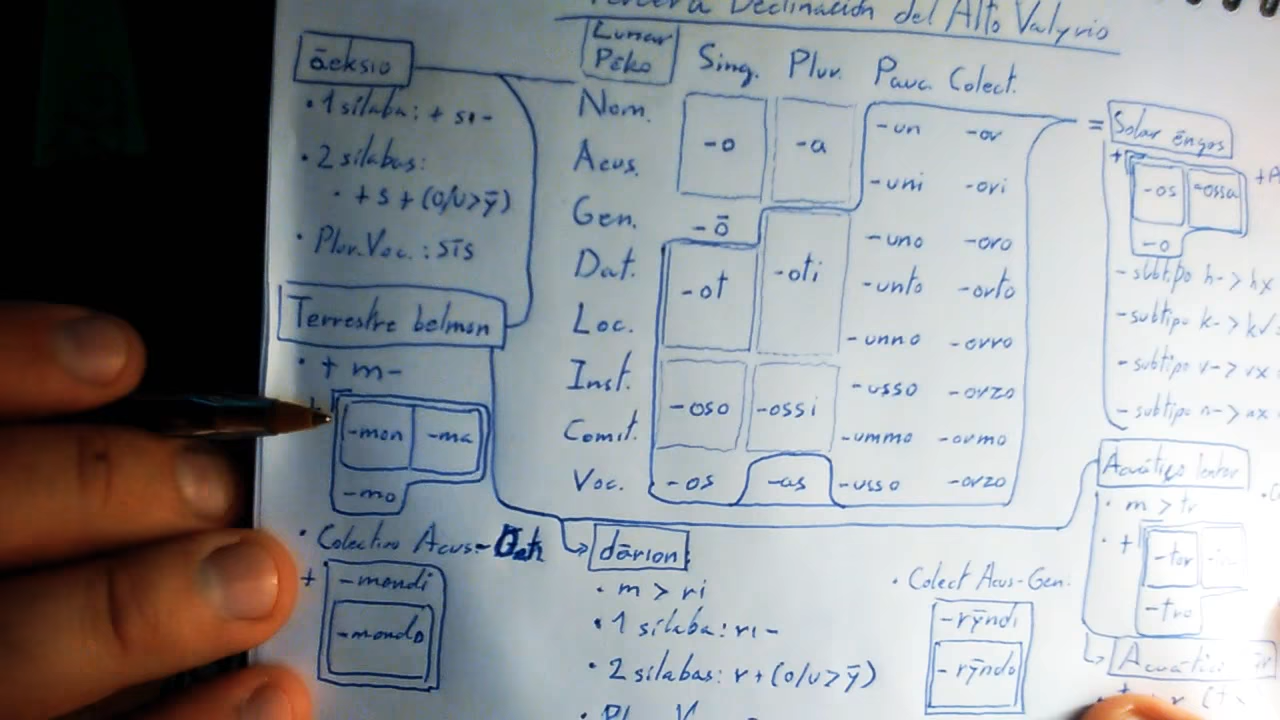 Tercera Declinación del Alto Valyrio
Lunar
Pēko
Sing. Plur. Pauc. Colect.
Nom.
Acus.
Gen.
Dat.
Loc.
Inst.
Comit.
Voc.
-o -a -un -or
-uni -ori
-ō -uno -oro
-ot -oti -unto -orto
-unno -orro
-usso -orzo
-oso -ossi -ummo -ormo
-os -as -usso -orzo
āeksio
• 1 sílaba: + si-
• 2 sílabas:
• + s + (o/u>ȳ)
• Plur. Voc.: sīs
Terrestre belmon
• + m-
-mon -ma
-mo
• Colectivo Acus.-
+ -mondi
-mondo
dārion:
• m > ri
• 1 sílaba: ri-
• 2 sílabas: r+(o/u>ȳ)
• Colect Acus-Gen:
-rȳndi
-rȳndo
= Solar ēngos
+ -os -ossa
-o
- subtipo h-> hx
- subtipo k->
- subtipo v-> vx
- subtipo n-> nx
Acuático lentor
• m > tr
• + -tor
-tro